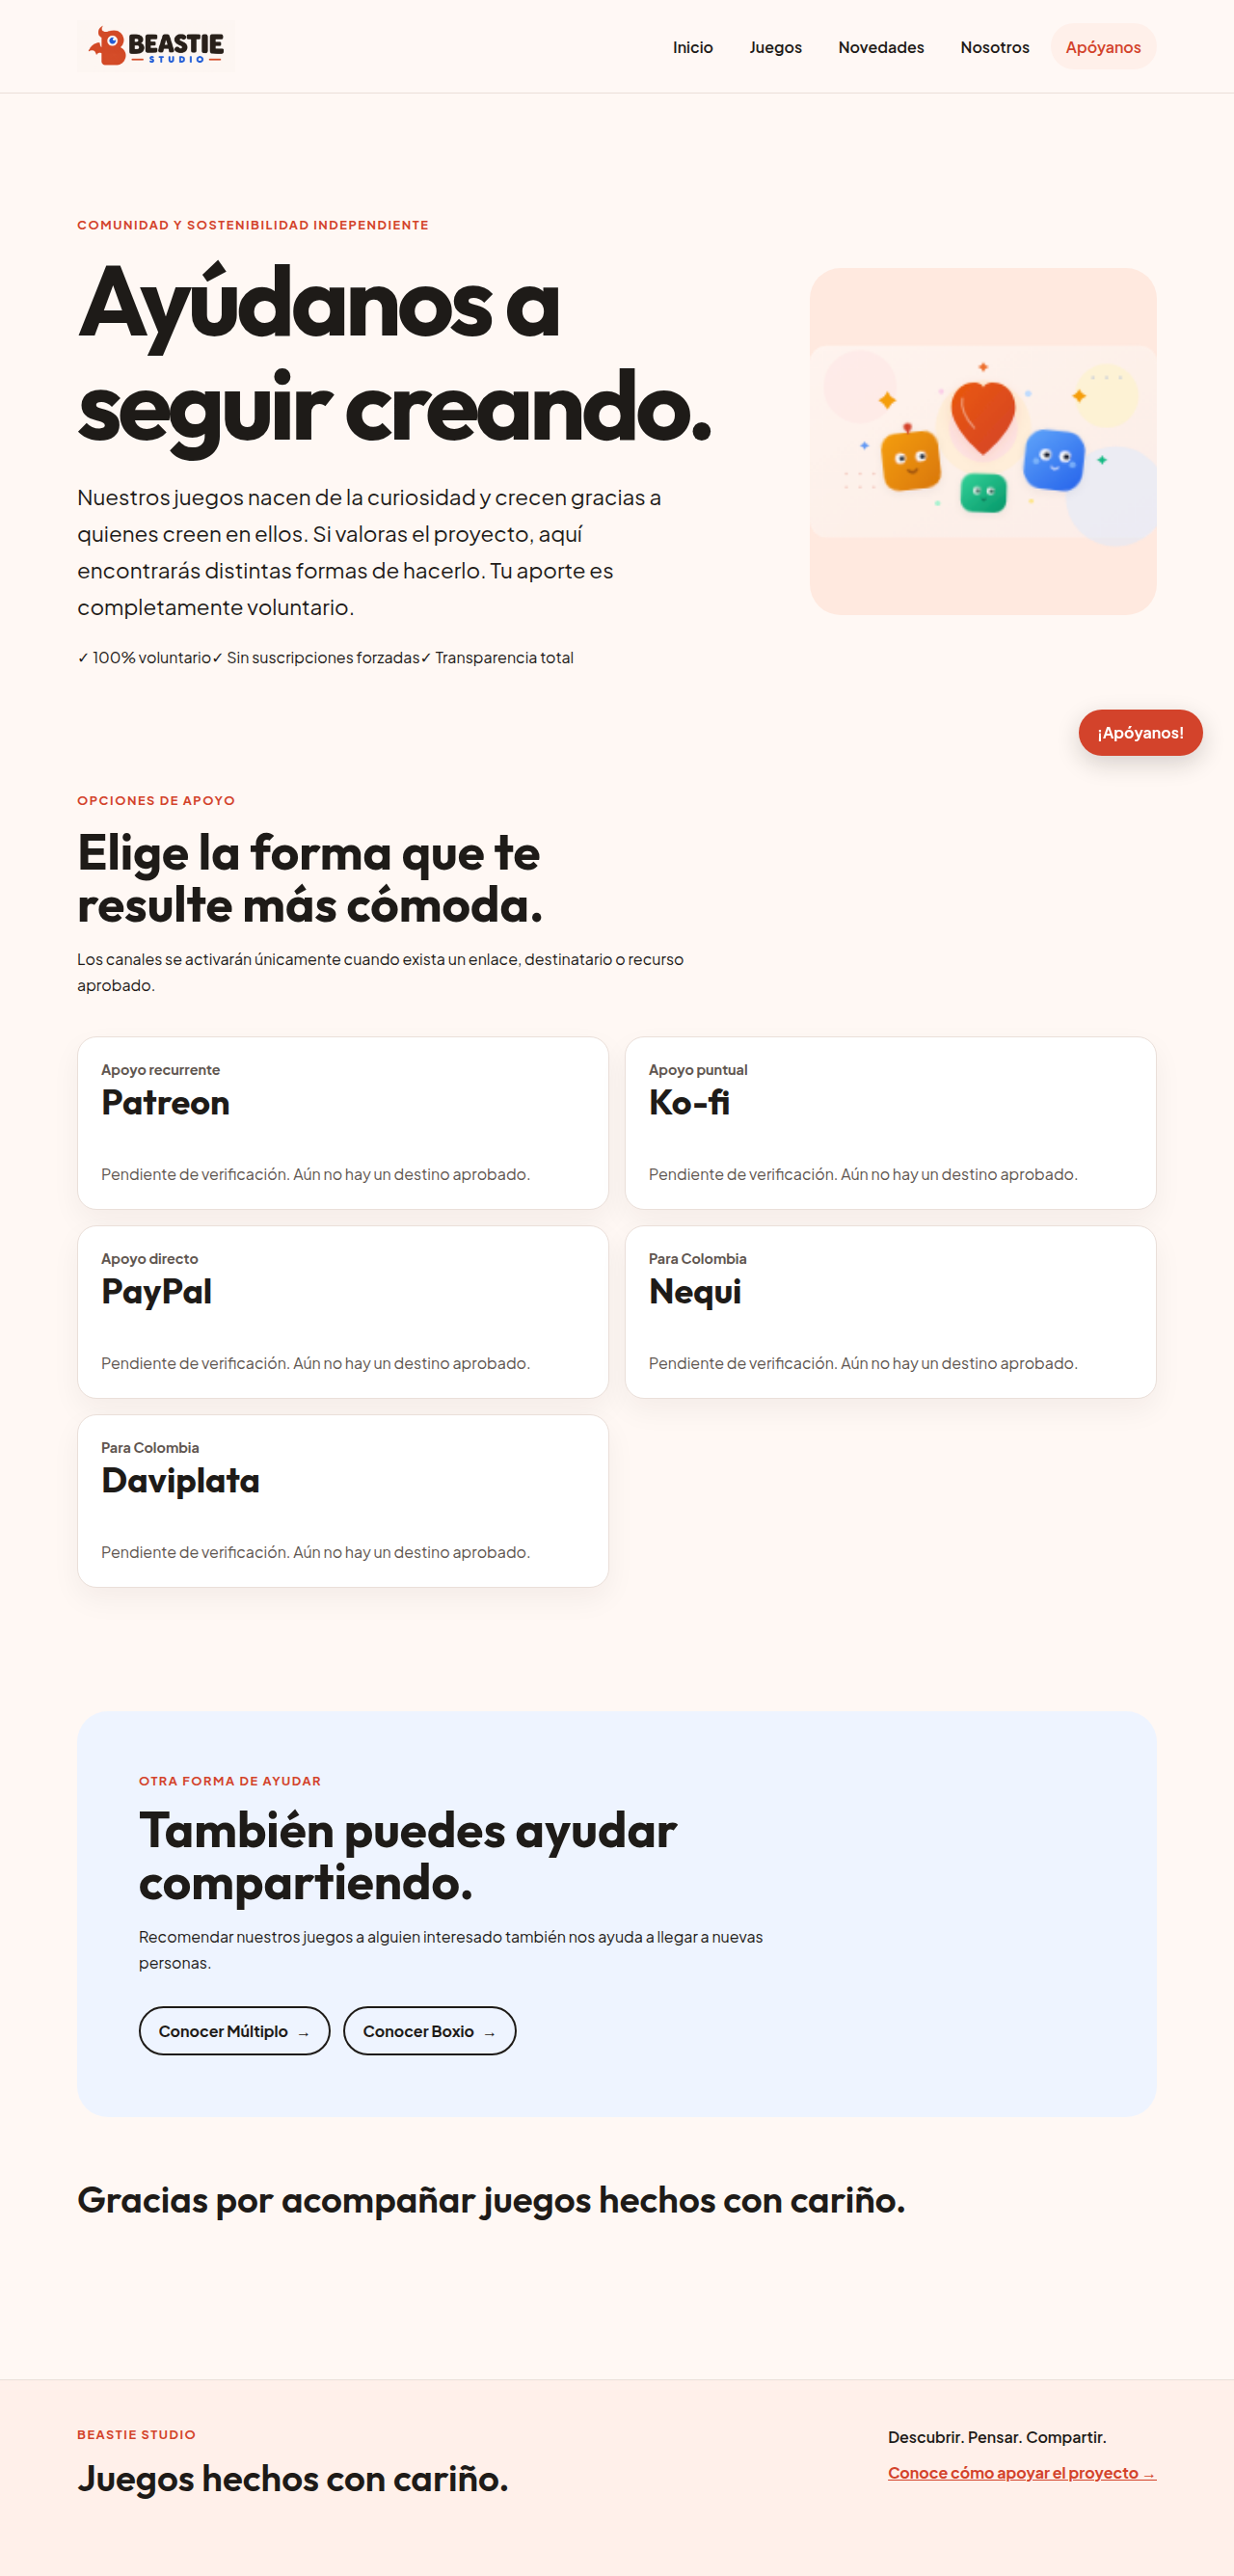 BEASTIE
STUDIO
Inicio
Juegos
Novedades
Nosotros
Apóyanos
COMUNIDAD Y SOSTENIBILIDAD INDEPENDIENTE
Ayúdanos a
seguir creando.
Nuestros juegos nacen de la curiosidad y crecen gracias a
quienes creen en ellos. Si valoras el proyecto, aquí
encontrarás distintas formas de hacerlo. Tu aporte es
completamente voluntario.
✓ 100% voluntario✓ Sin suscripciones forzadas✓ Transparencia total
¡Apóyanos!
OPCIONES DE APOYO
Elige la forma que te
resulte más cómoda.
Los canales se activarán únicamente cuando exista un enlace, destinatario o recurso
aprobado.
Apoyo recurrente
Patreon
Pendiente de verificación. Aún no hay un destino aprobado.
Apoyo puntual
Ko-fi
Pendiente de verificación. Aún no hay un destino aprobado.
Apoyo directo
PayPal
Pendiente de verificación. Aún no hay un destino aprobado.
Para Colombia
Nequi
Pendiente de verificación. Aún no hay un destino aprobado.
Para Colombia
Daviplata
Pendiente de verificación. Aún no hay un destino aprobado.
OTRA FORMA DE AYUDAR
También puedes ayudar
compartiendo.
Recomendar nuestros juegos a alguien interesado también nos ayuda a llegar a nuevas
personas.
Conocer Múltiplo →
Conocer Boxio →
Gracias por acompañar juegos hechos con cariño.
BEASTIE STUDIO
Juegos hechos con cariño.
Descubrir. Pensar. Compartir.
Conoce cómo apoyar el proyecto →